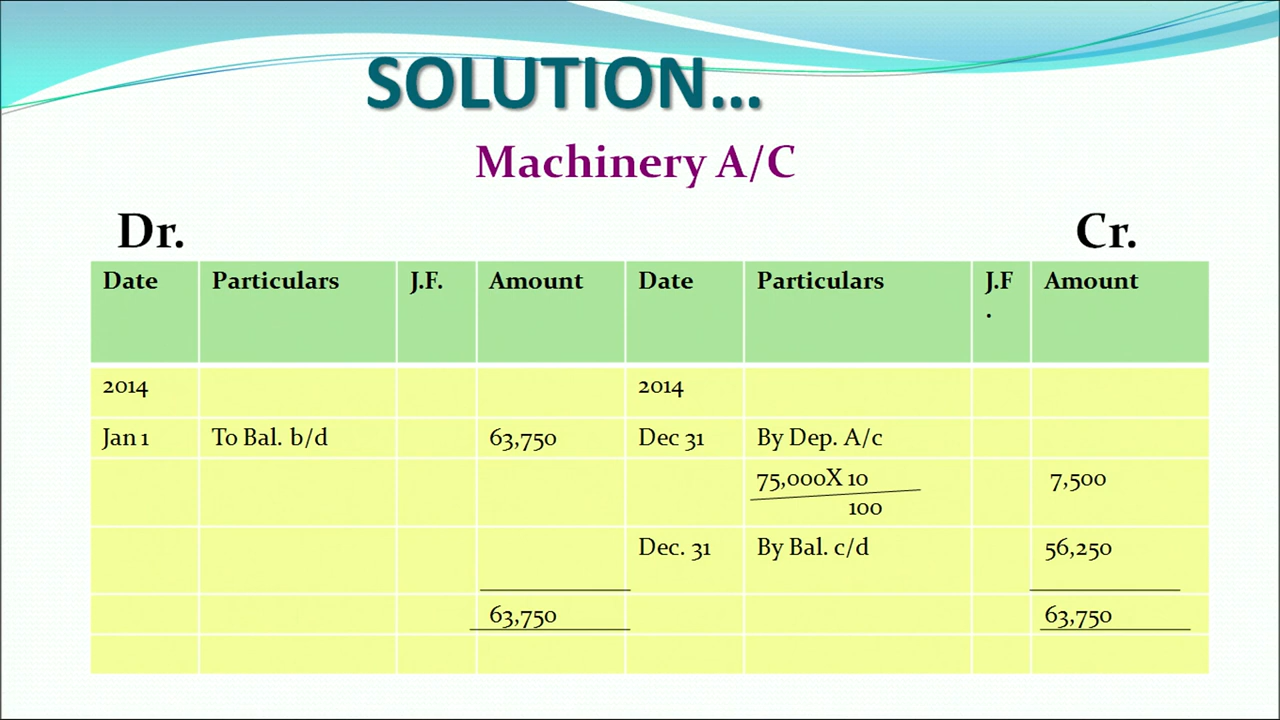 SOLUTION...
Machinery A/C
Dr. Cr.
Date Particulars J.F. Amount Date Particulars J.F Amount
.
2014 2014
Jan 1 To Bal. b/d 63,750 Dec 31 By Dep. A/c
75,000X 10 7,500
100
Dec. 31 By Bal. c/d 56,250
63,750 63,750